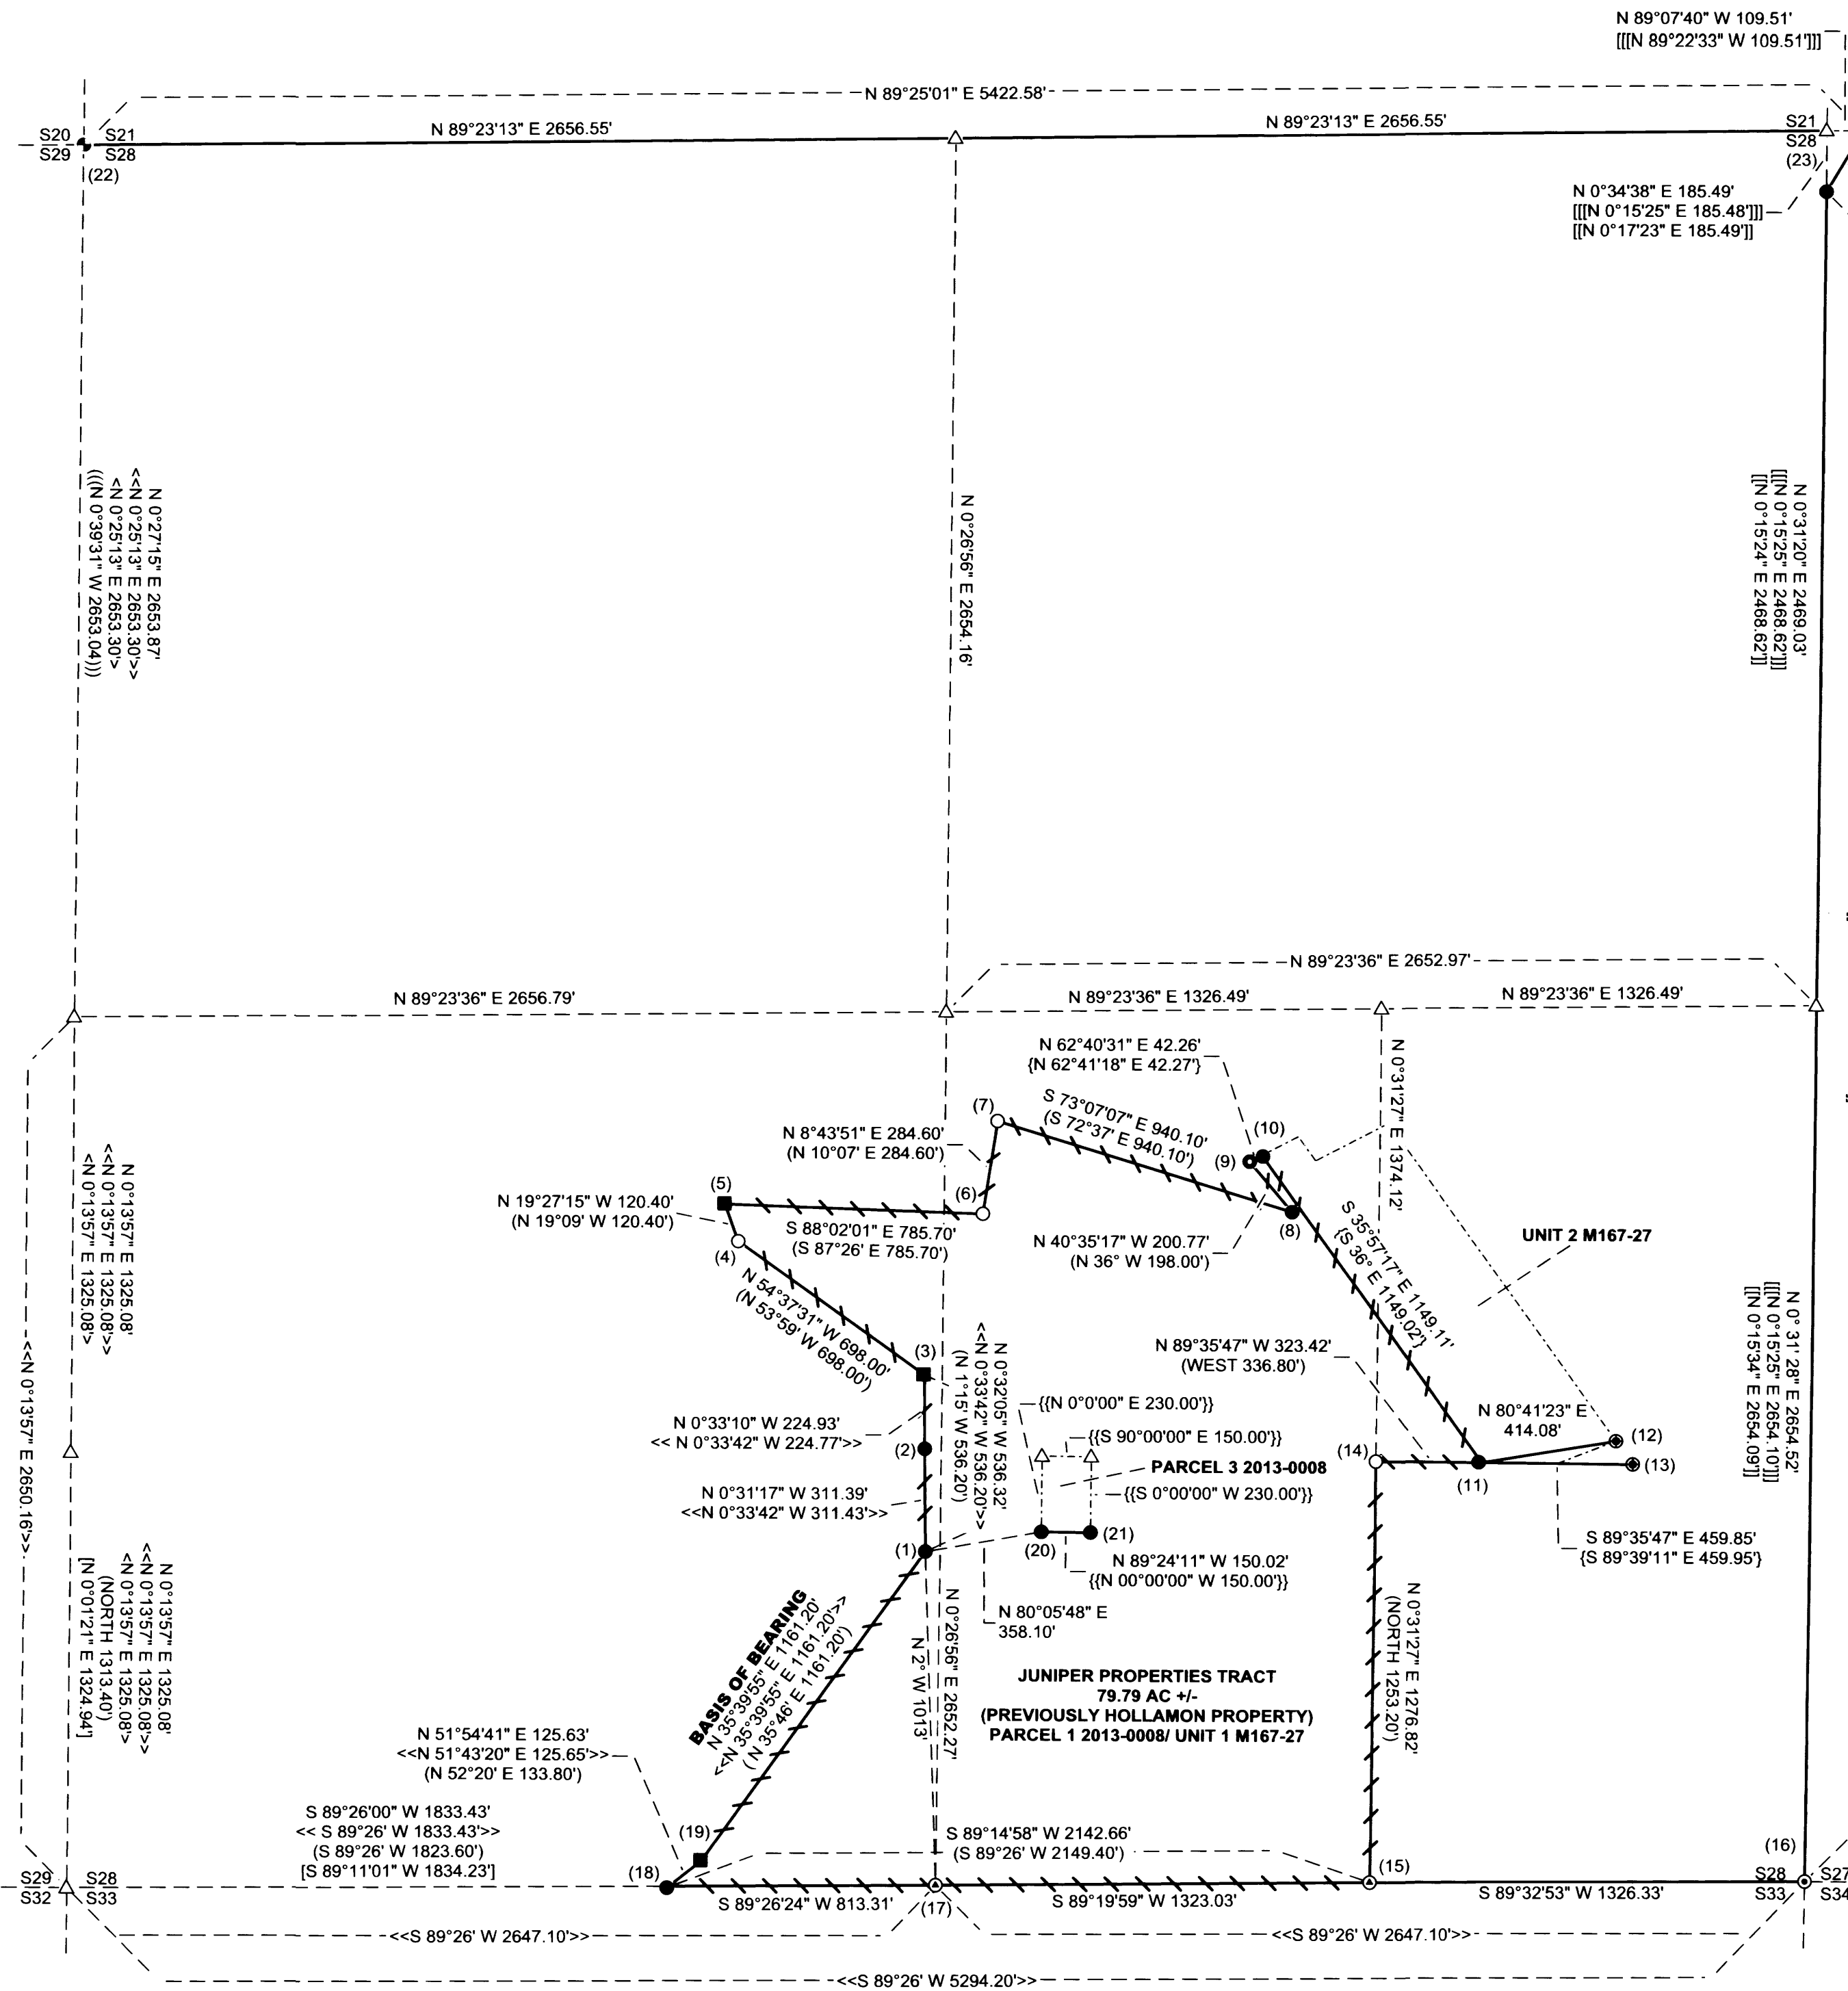 N 89°07'40" W 109.51'
[[[N 89°22'33" W 109.51']]]
N 89°25'01" E 5422.58'
N 89°23'13" E 2656.55'
N 89°23'13" E 2656.55'
S20 S21
S29 S28
(22)
S21
S28
(23)
N 0°34'38" E 185.49'
[[[N 0°15'25" E 185.48']]]
[[N 0°17'23" E 185.49']]
N 0°27'15" E 2653.87'
<<N 0°25'13" E 2653.30'>>
<N 0°25'13" E 2653.30'>
(((N 0°39'31" W 2653.04)))
N 0°26'56" E 2654.16'
N 0°31'20" E 2469.03'
[[[N 0°15'25" E 2468.62']]]
[[N 0°15'24" E 2468.62']]
N 89°23'36" E 2652.97'
N 89°23'36" E 2656.79'
N 89°23'36" E 1326.49'
N 89°23'36" E 1326.49'
N 62°40'31" E 42.26'
{N 62°41'18" E 42.27'}
N 0°31'27" E 1374.12'
(7)
S 73°07'07" E 940.10'
(S 72°37' E 940.10')
(10)
(9)
N 8°43'51" E 284.60'
(N 10°07' E 284.60')
(5)
(6)
N 19°27'15" W 120.40'
(N 19°09' W 120.40')
S 88°02'01" E 785.70'
(S 87°26' E 785.70')
(8)
(4)
N 40°35'17" W 200.77'
(N 36° W 198.00')
S 35°57'17" E 1149.11'
{S 36° E 1149.02'}
UNIT 2 M167-27
N 0°13'57" E 1325.08'
<<N 0°13'57" E 1325.08'>>
<N 0°13'57" E 1325.08'>
<<N 0°13'57" E 2650.16'>>
N 54°37'31" W 698.00'
(N 53°59' W 698.00')
(3)
N 0°32'05" W 536.32'
<<N 0°33'42" W 536.20'>>
(N 1°15' W 536.20')
N 89°35'47" W 323.42'
(WEST 336.80')
N 0° 31' 28" E 2654.52'
[[[N 0°15'25" E 2654.10']]]
[[N 0°15'34" E 2654.09']]
N 0°33'10" W 224.93'
<< N 0°33'42" W 224.77'>>
(2)
{{N 0°0'00" E 230.00'}}
{{S 90°00'00" E 150.00'}}
PARCEL 3 2013-0008
{{S 0°00'00" W 230.00'}}
N 80°41'23" E
414.08'
(12)
(14)
(11)
(13)
N 0°31'17" W 311.39'
<<N 0°33'42" W 311.43'>>
(1)
(20)
(21)
N 89°24'11" W 150.02'
{{N 00°00'00" W 150.00'}}
S 89°35'47" E 459.85'
{S 89°39'11" E 459.95'}
N 80°05'48" E
358.10'
N 0°13'57" E 1325.08'
<<N 0°13'57" E 1325.08'>>
<N 0°13'57" E 1325.08'>
(NORTH 1313.40')
[N 0°01'21" E 1324.94']
BASIS OF BEARING
N 35°39'55" E 1161.20'
<<N 35°39'55" E 1161.20'>>
( N 35°46' E 1161.20')
N 2° W 1013'
N 0°26'56" E 2652.27'
N 0°31'27" E 1276.82'
(NORTH 1253.20')
JUNIPER PROPERTIES TRACT
79.79 AC +/-
(PREVIOUSLY HOLLAMON PROPERTY)
PARCEL 1 2013-0008/ UNIT 1 M167-27
N 51°54'41" E 125.63'
<<N 51°43'20" E 125.65'>>
(N 52°20' E 133.80')
S 89°26'00" W 1833.43'
<< S 89°26' W 1833.43'>>
(S 89°26' W 1823.60')
[S 89°11'01" W 1834.23']
(19)
(18)
S 89°14'58" W 2142.66'
(S 89°26' W 2149.40')
(15)
(16)
S29 S28
S32 S33
S28 S27
S33 S34
S 89°26'24" W 813.31'
(17)
S 89°19'59" W 1323.03'
S 89°32'53" W 1326.33'
<<S 89°26' W 2647.10'>>
<<S 89°26' W 2647.10'>>
<<S 89°26' W 5294.20'>>